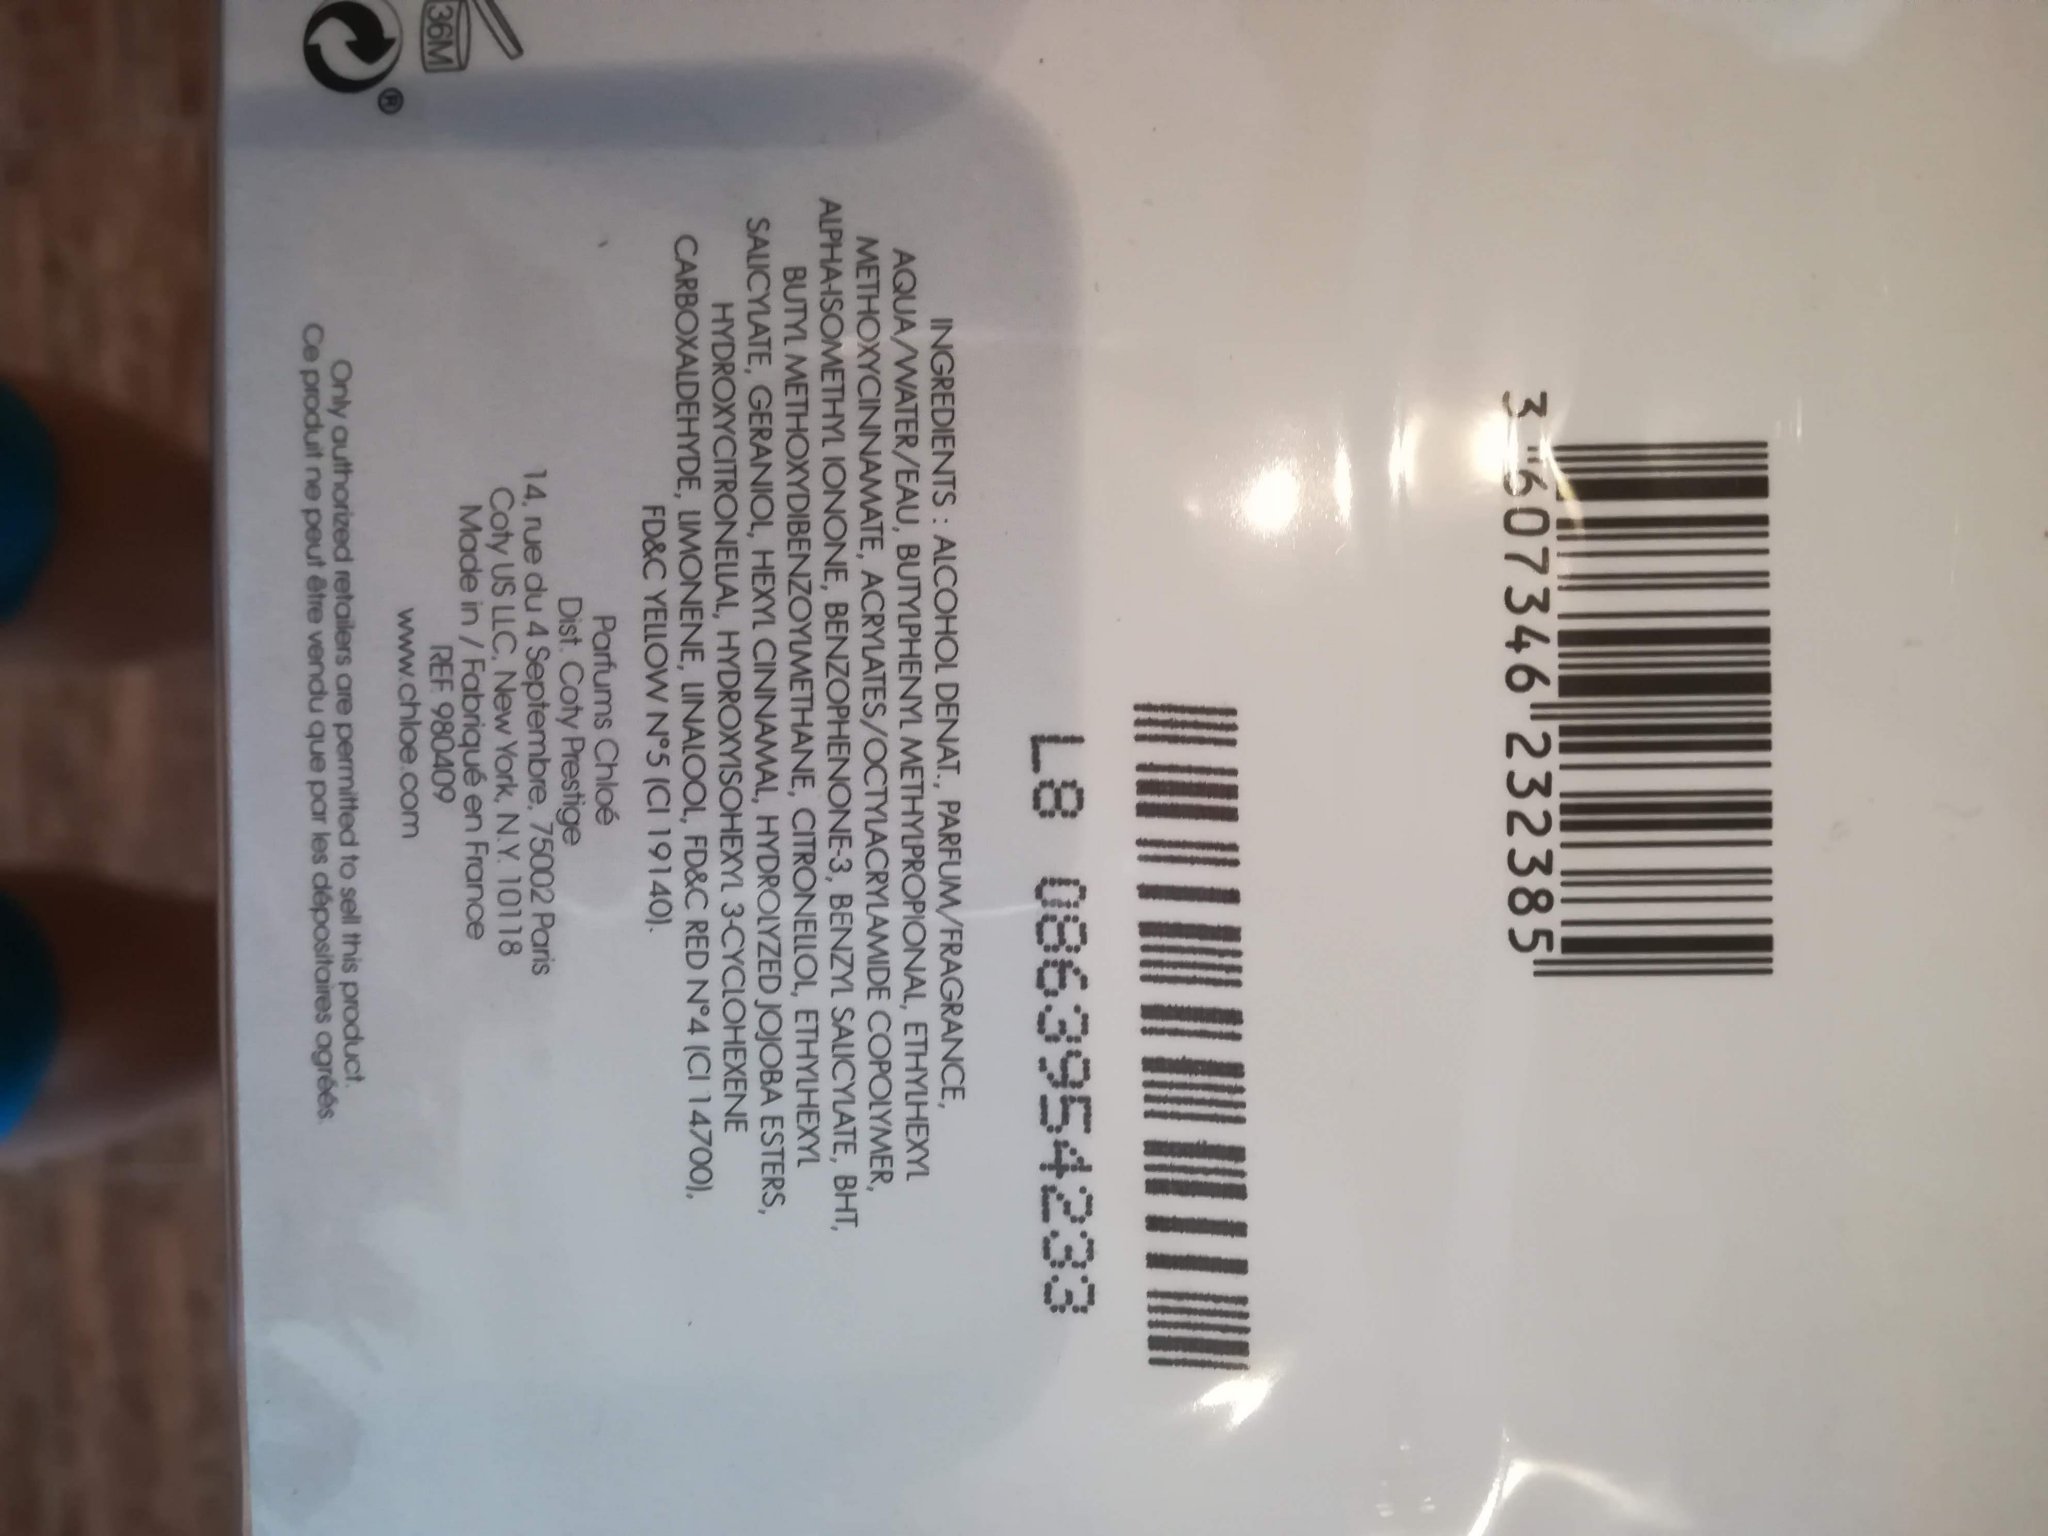 3 607346 232385
L8 0863954233
INGREDIENTS : ALCOHOL DENAT., PARFUM/FRAGRANCE,
AQUA/WATER/EAU, BUTYLPHENYL METHYLPROPIONAL, ETHYLHEXYL
METHOXYCINNAMATE, ACRYLATES/OCTYLACRYLAMIDE COPOLYMER,
ALPHA-ISOMETHYL IONONE, BENZOPHENONE-3, BENZYL SALICYLATE, BHT,
BUTYL METHOXYDIBENZOYLMETHANE, CITRONELLOL, ETHYLHEXYL
SALICYLATE, GERANIOL, HEXYL CINNAMAL, HYDROLYZED JOJOBA ESTERS,
HYDROXYCITRONELLAL, HYDROXYISOHEXYL 3-CYCLOHEXENE
CARBOXALDEHYDE, LIMONENE, LINALOOL, FD&C RED N°4 (CI 14700),
FD&C YELLOW N°5 (CI 19140).
Parfums Chloé
Dist. Coty Prestige
14, rue du 4 Septembre, 75002 Paris
Coty US LLC, New York, N.Y. 10118
Made in / Fabriqué en France
REF. 980409
www.chloe.com
36M
®
Only authorized retailers are permitted to sell this product.
Ce produit ne peut être vendu que par les dépositaires agréés.